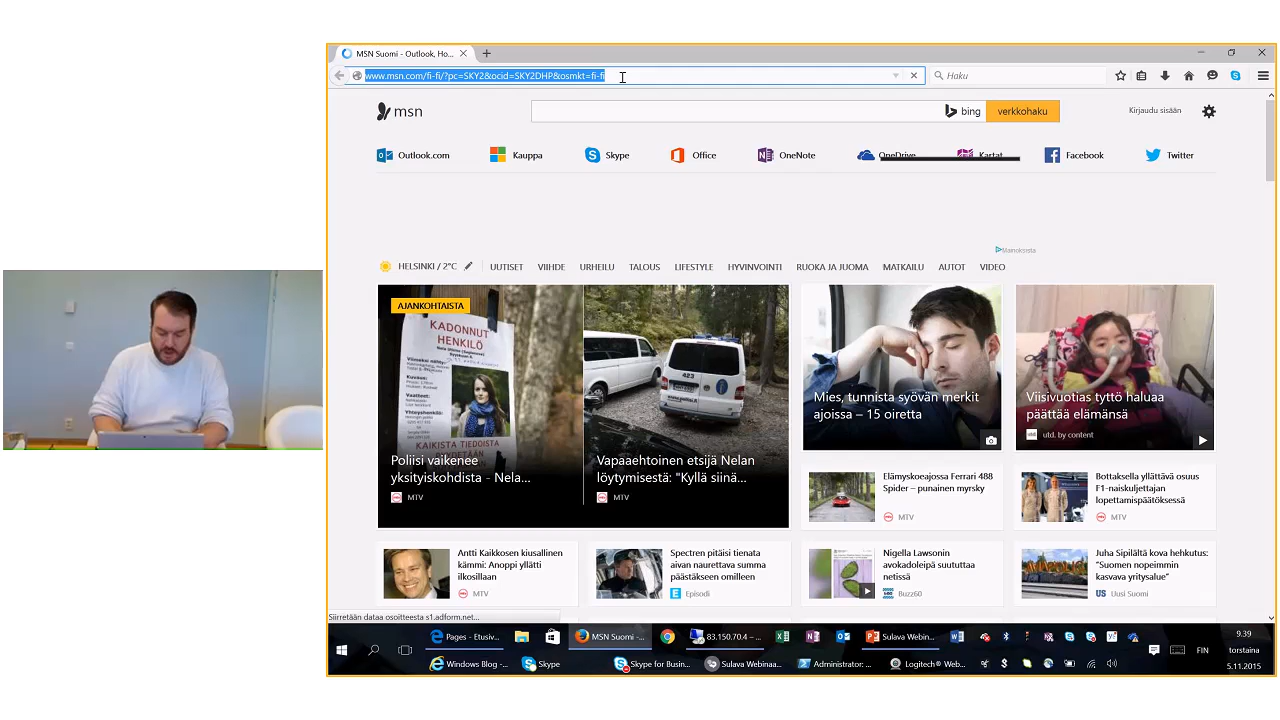 MSN Suomi - Outlook, Ho...
www.msn.com/fi-fi/?pc=SKY2&ocid=SKY2DHP&osmkt=fi-fi
Haku
msn
bing
verkkohaku
Kirjaudu sisään
Outlook.com
Kauppa
Skype
Office
OneNote
OneDrive
Kartat
Facebook
Twitter
Mainoksesta
HELSINKI / 2°C
UUTISET
VIIHDE
URHEILU
TALOUS
LIFESTYLE
HYVINVOINTI
RUOKA JA JUOMA
MATKAILU
AUTOT
VIDEO
AJANKOHTAISTA
KADONNUT
HENKILÖ
KAIKISTA TIEDOISTA
Poliisi vaikenee
yksityiskohdista - Nela...
MTV
423
Vapaaehtoinen etsijä Nelan
löytymisestä: "Kyllä siinä...
MTV
Mies, tunnista syövän merkit
ajoissa – 15 oiretta
Viisivuotias tyttö haluaa
päättää elämänsä
utd. by content
Elämyskoeajossa Ferrari 488
Spider – punainen myrsky
MTV
Bottaksella yllättävä osuus
F1-naiskuljettajan
lopettamispäätöksessä
MTV
Antti Kaikkosen kiusallinen
kämmi: Anoppi yllätti
ilkosillaan
MTV
Spectren pitäisi tienata
aivan naurettava summa
päästäkseen omilleen
Episodi
Nigella Lawsonin
avokadoleipä suututtaa
netissä
Buzz60
Juha Sipilältä kova hehkutus:
"Suomen nopeimmin
kasvava yritysalue"
US Uusi Suomi
Siirretään dataa osoitteesta s1.adform.net...
Pages - Etusiv...
MSN Suomi -...
83.150.70.4 – ...
Sulava Webin...
9.39
FIN
torstaina
5.11.2015
Windows Blog -...
Skype
Skype for Busin...
Sulava Webinaa...
Administrator: ...
Logitech® Web...